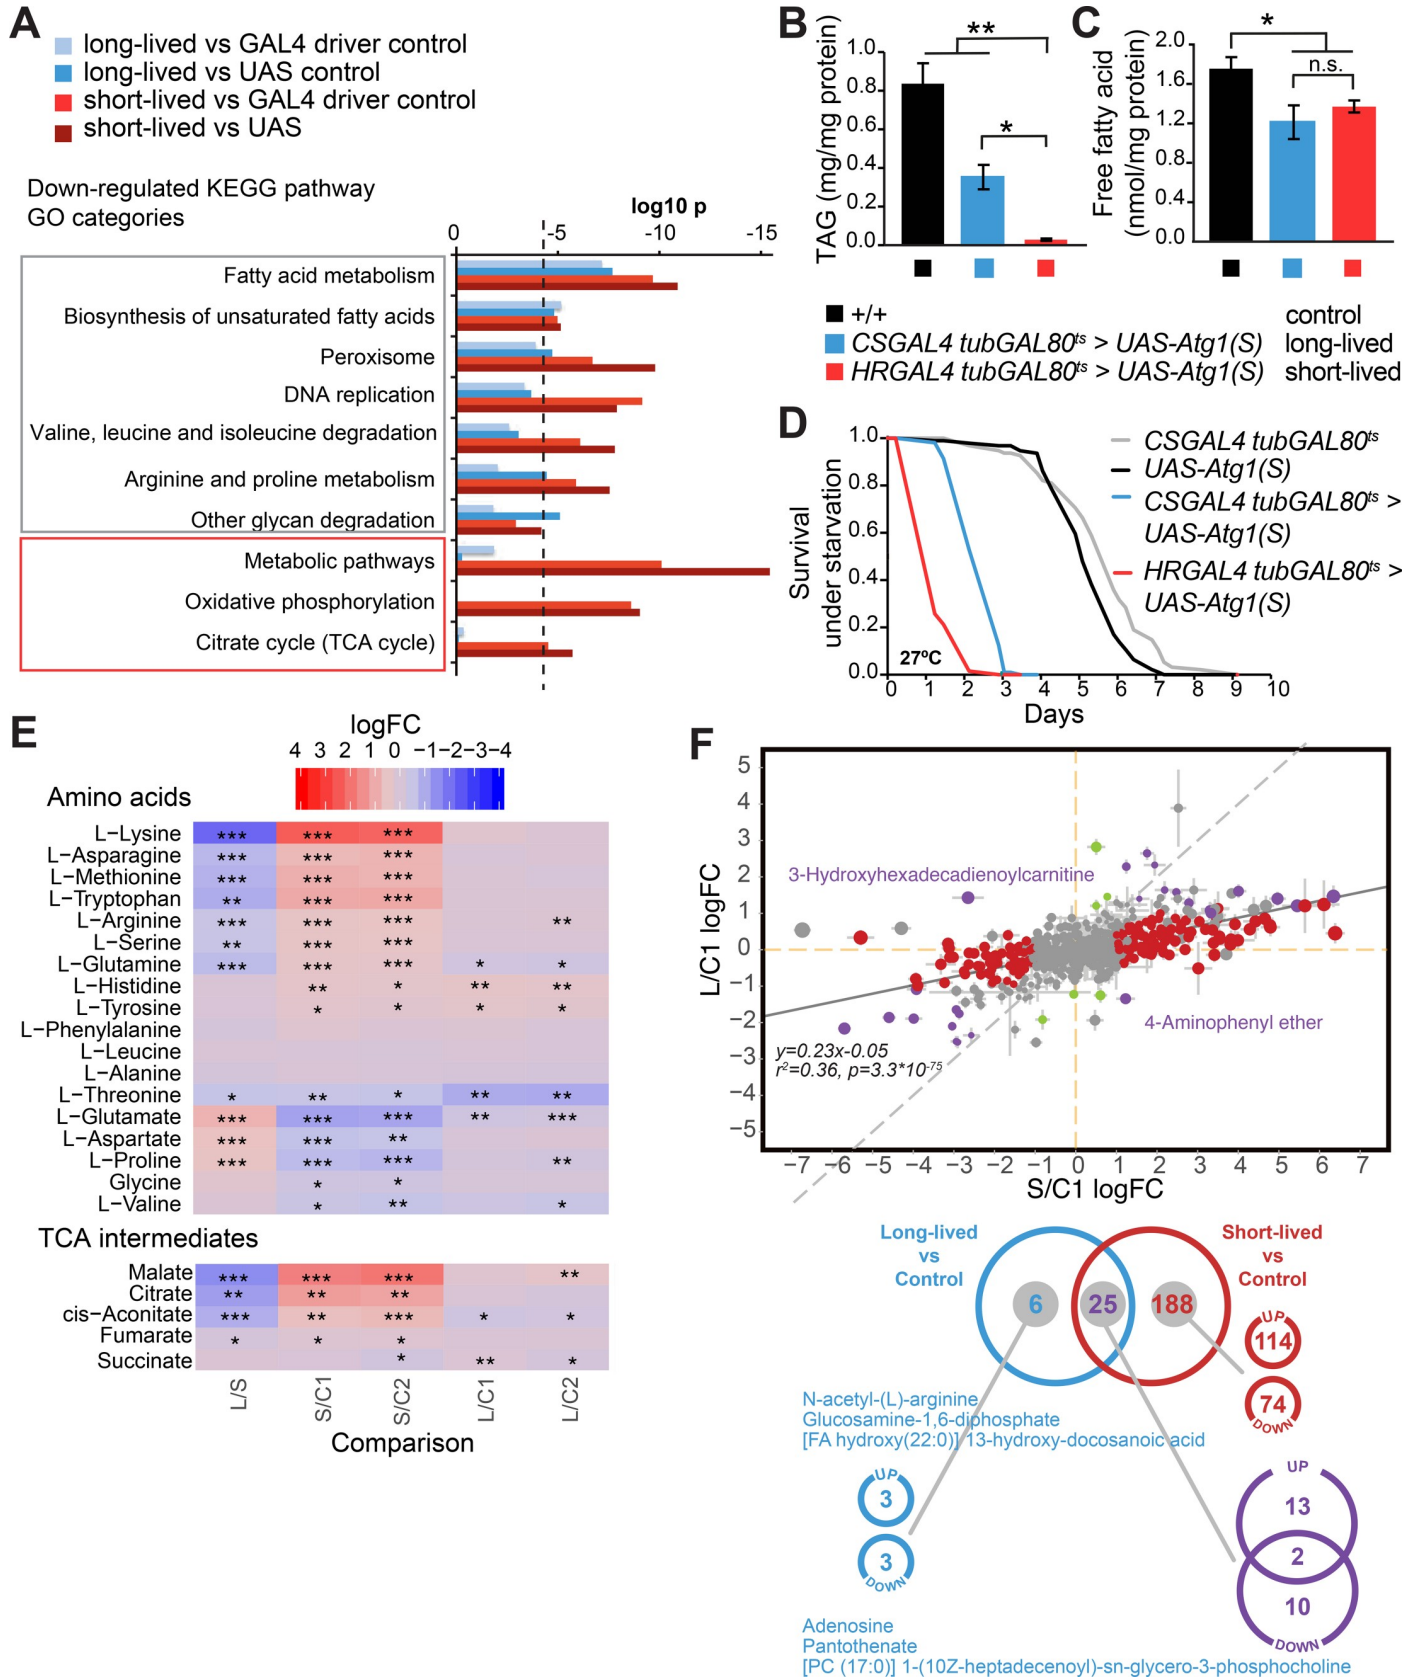 A
long-lived vs GAL4 driver control
long-lived vs UAS control
short-lived vs GAL4 driver control
short-lived vs UAS
Down-regulated KEGG pathway
GO categories
log10 p
0 -5 -10 -15
Fatty acid metabolism
Biosynthesis of unsaturated fatty acids
Peroxisome
DNA replication
Valine, leucine and isoleucine degradation
Arginine and proline metabolism
Other glycan degradation
Metabolic pathways
Oxidative phosphorylation
Citrate cycle (TCA cycle)
B
TAG (mg/mg protein)
1.0
0.8
0.6
0.4
0.2
0.0
**
*
C
Free fatty acid
(nmol/mg protein)
2.0
1.6
1.2
0.8
0.4
0.0
*
n.s.
+/+ control
CSGAL4 tubGAL80ts > UAS-Atg1(S) long-lived
HRGAL4 tubGAL80ts > UAS-Atg1(S) short-lived
D
Survival
under starvation
1.0
0.8
0.6
0.4
0.2
0.0
27ºC
0 1 2 3 4 5 6 7 8 9 10
Days
CSGAL4 tubGAL80ts
UAS-Atg1(S)
CSGAL4 tubGAL80ts >
UAS-Atg1(S)
HRGAL4 tubGAL80ts >
UAS-Atg1(S)
E
logFC
4 3 2 1 0 −1−2−3−4
Amino acids
L−Lysine *** *** ***
L−Asparagine *** *** ***
L−Methionine *** *** ***
L−Tryptophan ** *** ***
L−Arginine *** *** *** **
L−Serine ** *** ***
L−Glutamine *** *** *** * *
L−Histidine ** * ** **
L−Tyrosine * * * *
L−Phenylalanine
L−Leucine
L−Alanine
L−Threonine * ** * ** **
L−Glutamate *** *** *** ** ***
L−Aspartate *** *** **
L−Proline *** *** *** **
Glycine * *
L−Valine * ** *
TCA intermediates
Malate *** *** *** **
Citrate ** ** **
cis−Aconitate *** ** *** * *
Fumarate * * *
Succinate * ** *
L/S S/C1 S/C2 L/C1 L/C2
Comparison
F
L/C1 logFC
5
4
3
2
1
0
−1
−2
−3
−4
−5
3-Hydroxyhexadecadienoylcarnitine
4-Aminophenyl ether
y=0.23x-0.05
r2=0.36, p=3.3*10-75
−7 −6 −5 −4 −3 −2 −1 0 1 2 3 4 5 6 7
S/C1 logFC
Long-lived
vs
Control
Short-lived
vs
Control
6 25 188
UP
114
74
DOWN
N-acetyl-(L)-arginine
Glucosamine-1,6-diphosphate
[FA hydroxy(22:0)] 13-hydroxy-docosanoic acid
UP
3
3
DOWN
UP
13
2
10
DOWN
Adenosine
Pantothenate
[PC (17:0)] 1-(10Z-heptadecenoyl)-sn-glycero-3-phosphocholine